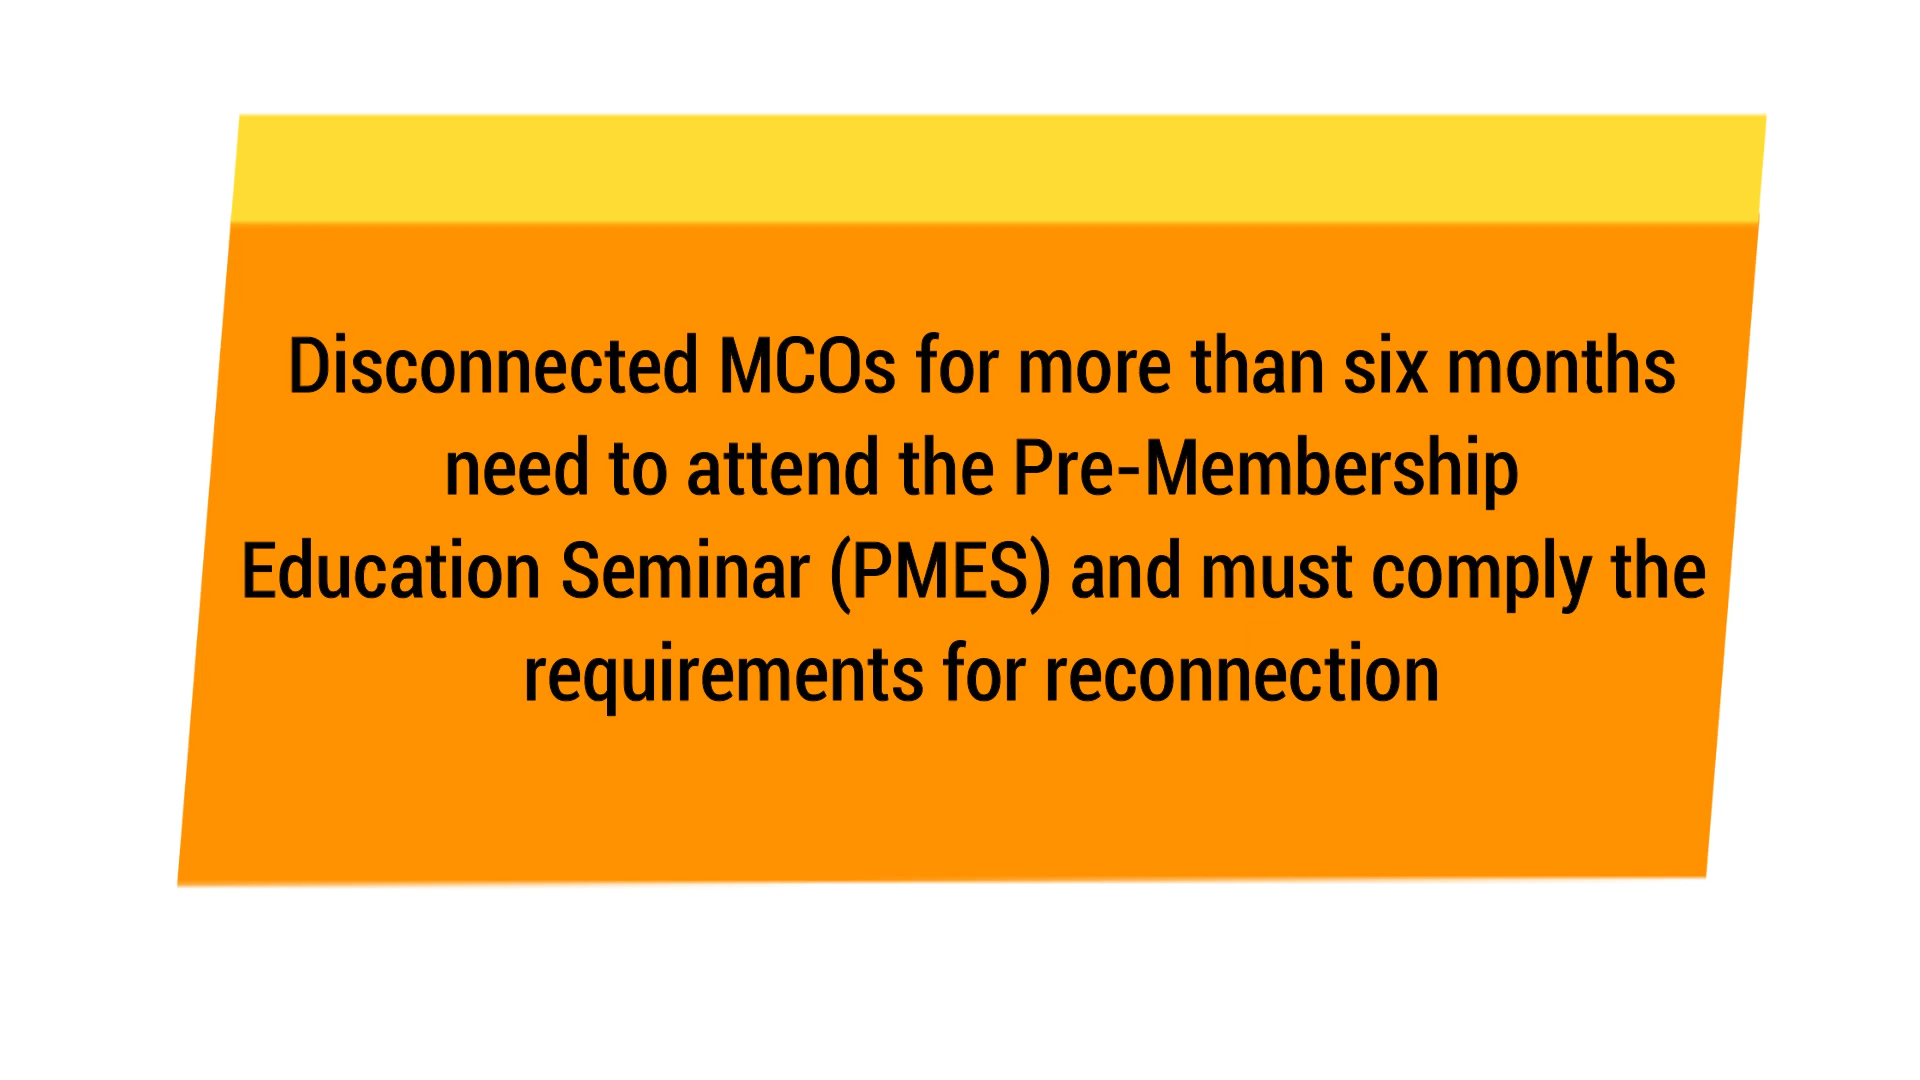 Disconnected MCOs for more than six months
need to attend the Pre-Membership
Education Seminar (PMES) and must comply the
requirements for reconnection